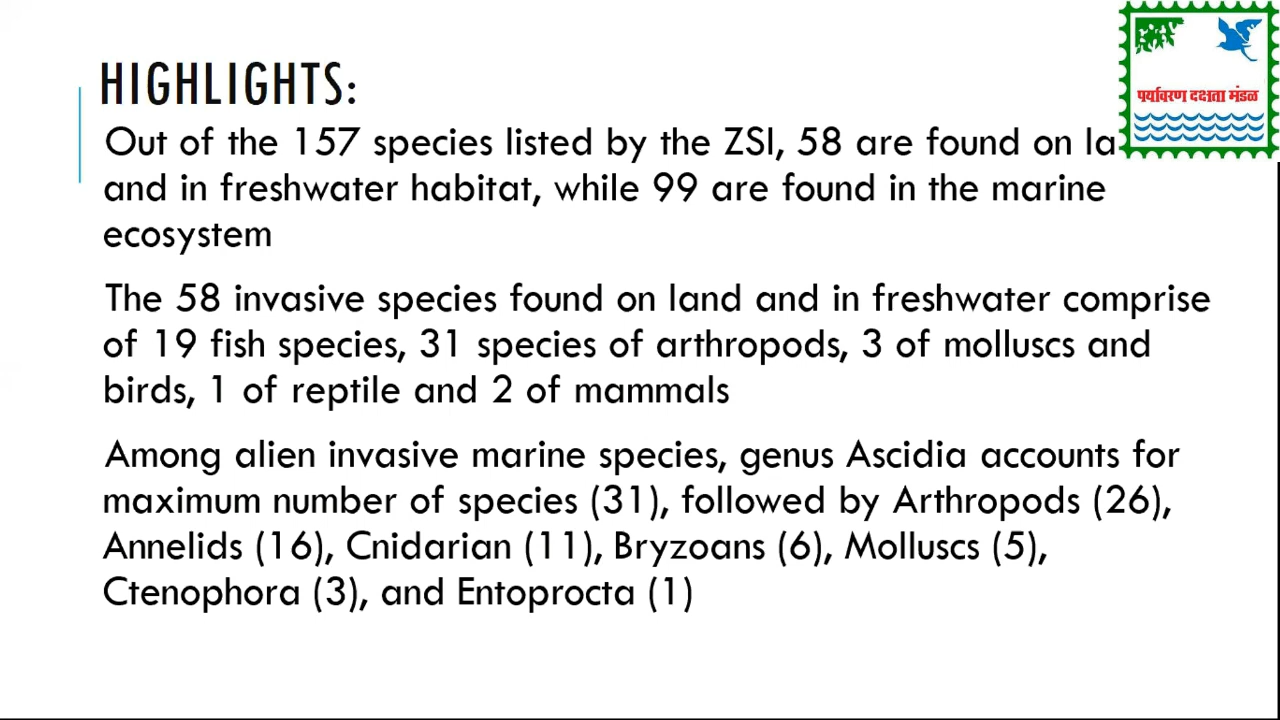 HIGHLIGHTS:
पर्यावरण दक्षता मंडळ
Out of the 157 species listed by the ZSI, 58 are found on la
and in freshwater habitat, while 99 are found in the marine
ecosystem
The 58 invasive species found on land and in freshwater comprise
of 19 fish species, 31 species of arthropods, 3 of molluscs and
birds, 1 of reptile and 2 of mammals
Among alien invasive marine species, genus Ascidia accounts for
maximum number of species (31), followed by Arthropods (26),
Annelids (16), Cnidarian (11), Bryzoans (6), Molluscs (5),
Ctenophora (3), and Entoprocta (1)